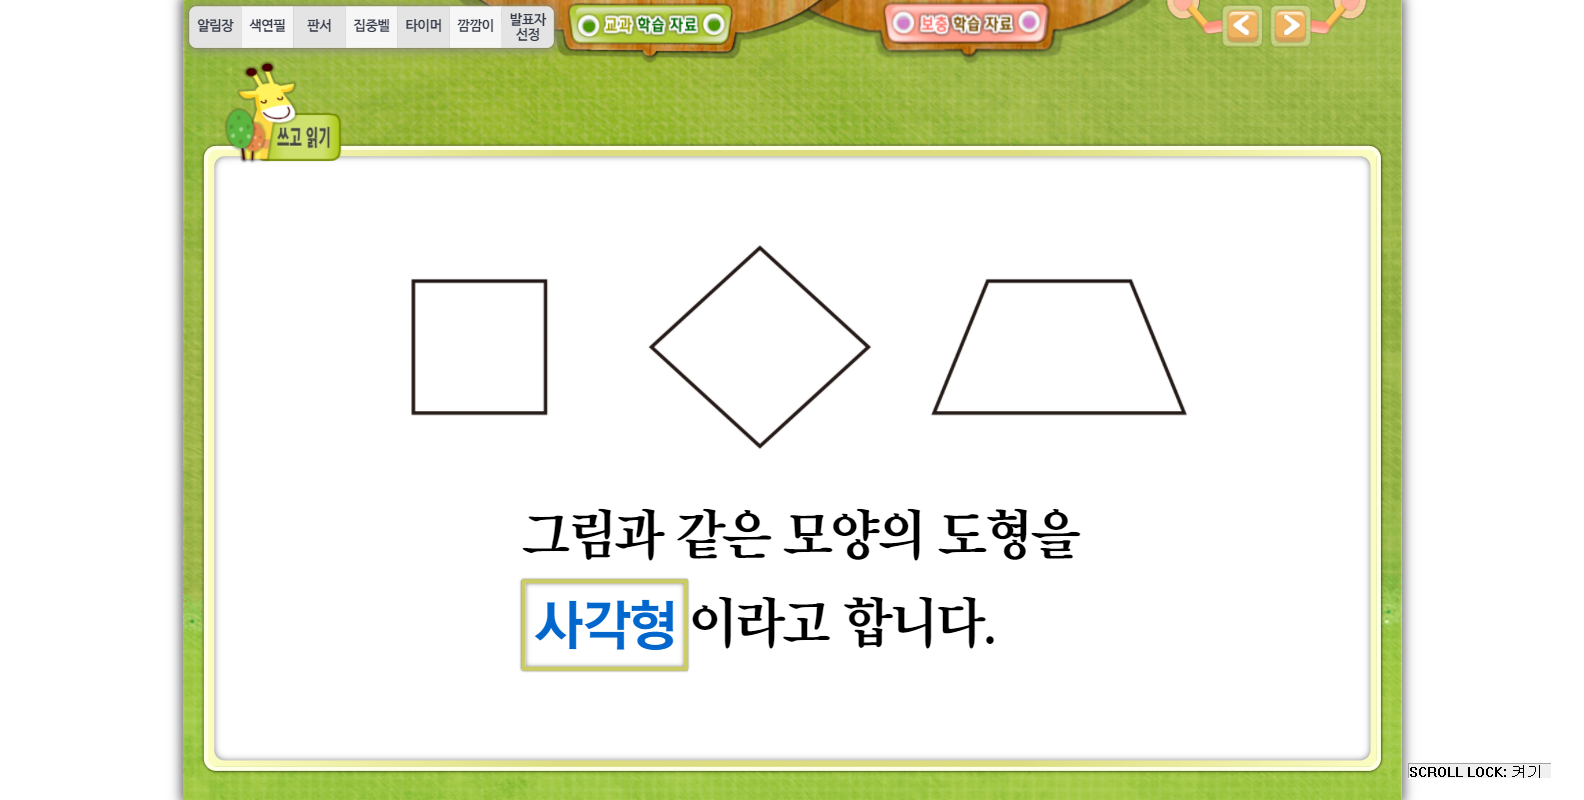 알림장 색연필 판서 집중벨 타이머 깜깜이 발표자 선정
교과 학습 자료 보충 학습 자료
쓰고 읽기
그림과 같은 모양의 도형을
사각형이라고 합니다.
SCROLL LOCK: 켜기